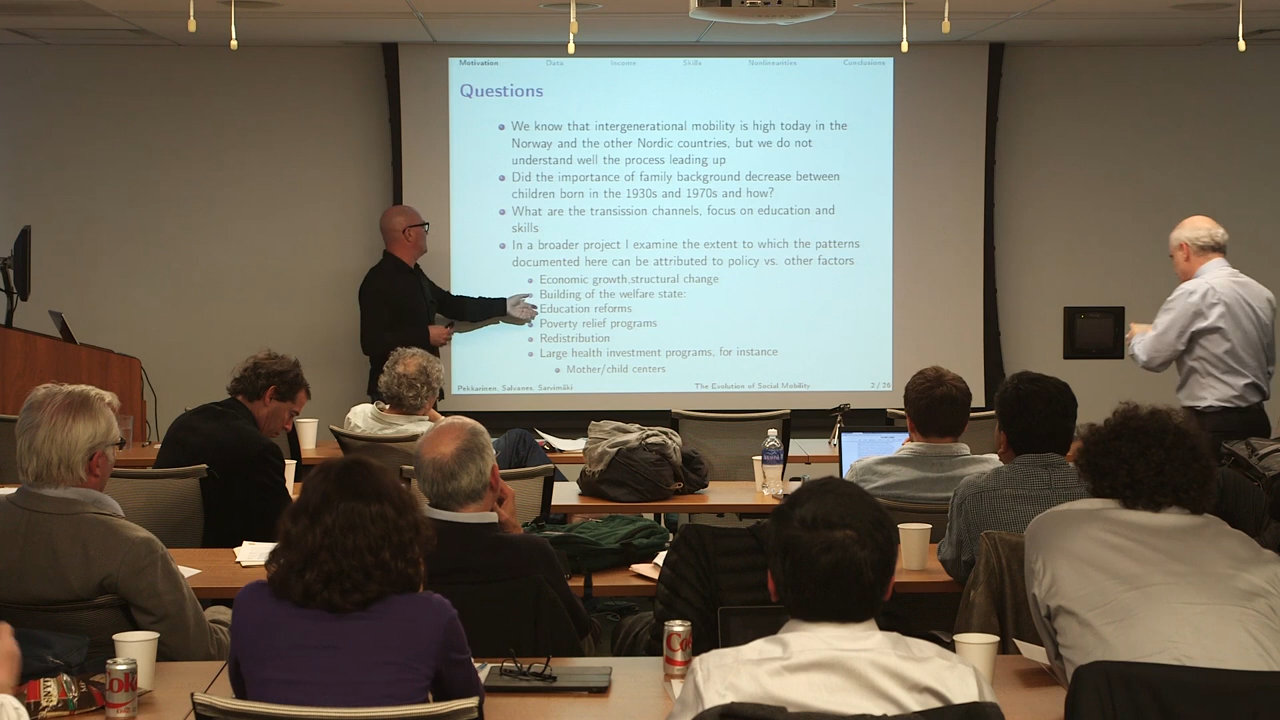 Motivation Data Income Skills Nonlinearities Conclusions
Questions
We know that intergenerational mobility is high today in the
Norway and the other Nordic countries, but we do not
understand well the process leading up
Did the importance of family background decrease between
children born in the 1930s and 1970s and how?
What are the transission channels, focus on education and
skills
In a broader project I examine the extent to which the patterns
documented here can be attributed to policy vs. other factors
Economic growth,structural change
Building of the welfare state:
Education reforms
Poverty relief programs
Redistribution
Large health investment programs, for instance
Mother/child centers
Pekkarinen, Salvanes, Sarvimäki The Evolution of Social Mobility 2 / 26
Coke